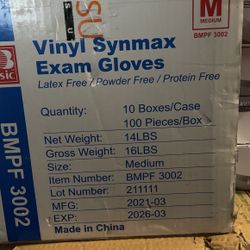 M
MEDIUM
BMPF 3002
Vinyl Synmax
Exam Gloves
Latex Free / Powder Free / Protein Free
Quantity: 10 Boxes/Case
100 Pieces/Box
Net Weight: 14LBS
Gross Weight: 16LBS
Size: Medium
Item Number: BMPF 3002
Lot Number: 211111
MFG: 2021-03
EXP: 2026-03
Made in China
BMPF 3002